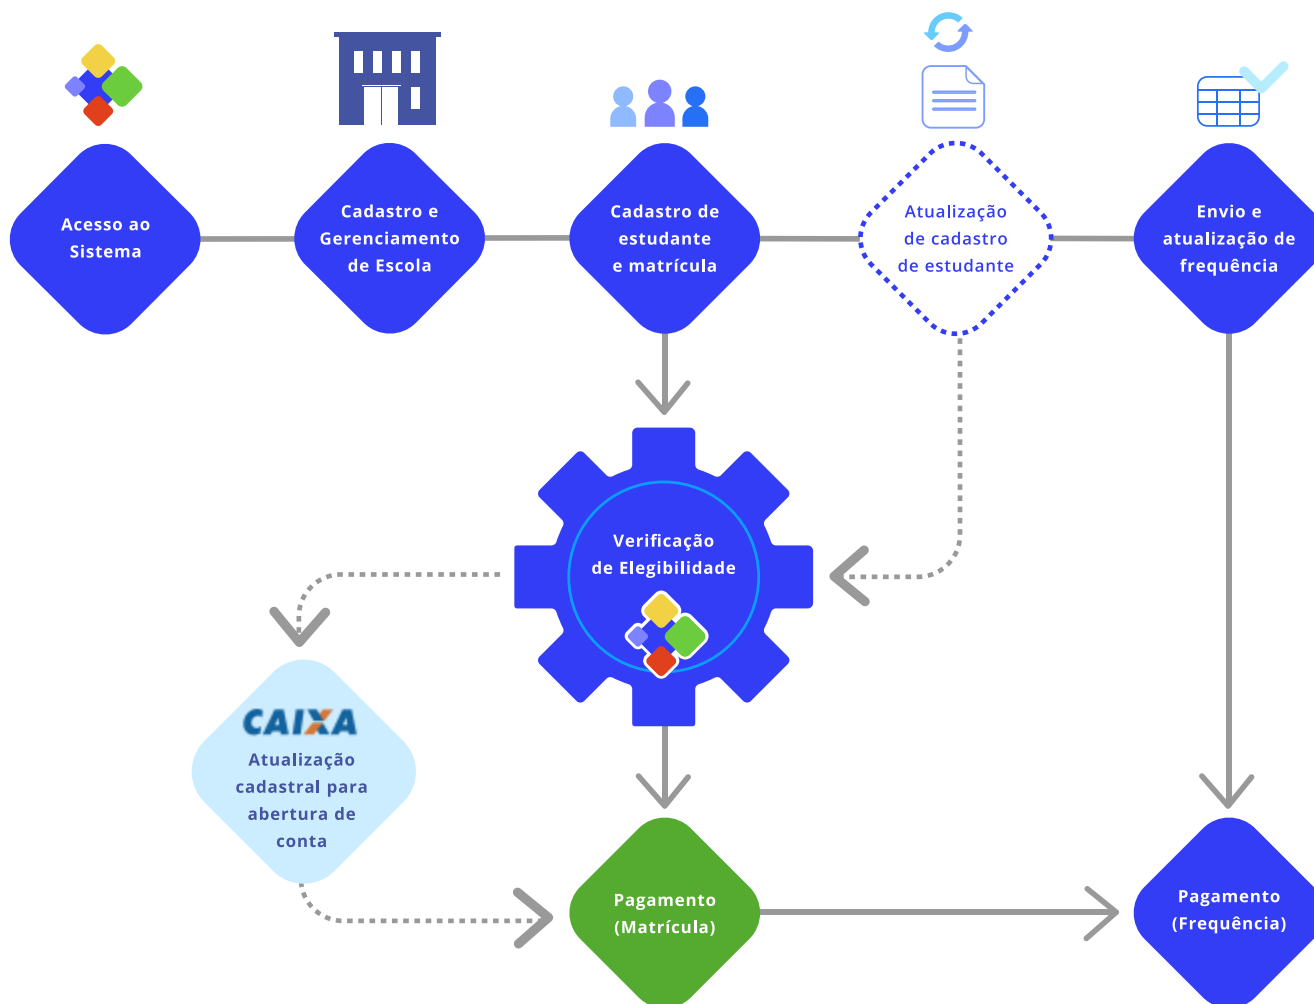 Acesso ao
Sistema
Cadastro e
Gerenciamento
de Escola
Cadastro de
estudante
e matrícula
Atualização
de cadastro
de estudante
Envio e
atualização de
frequência
Verificação
de Elegibilidade
CAIXA
Atualização
cadastral para
abertura de
conta
Pagamento
(Matrícula)
Pagamento
(Frequência)